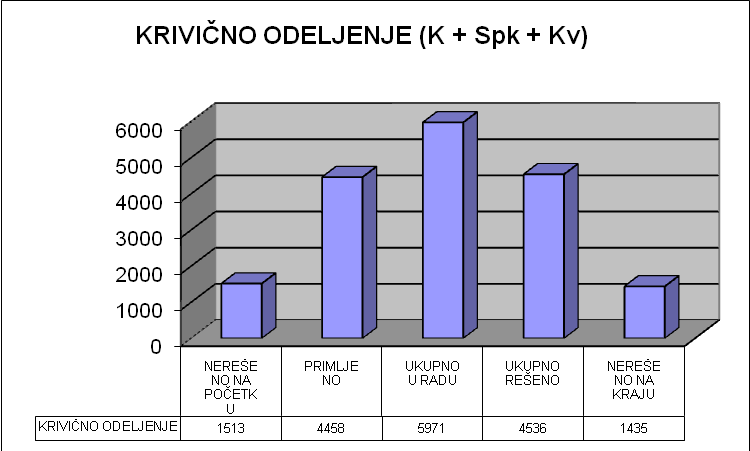 KRIVIČNO ODELJENJE (K + Spk + Kv)
6000
5000
4000
3000
2000
1000
0
NEREŠE
NO NA
POČETK
U
PRIMLJE
NO
UKUPNO
U RADU
UKUPNO
REŠENO
NEREŠE
NO NA
KRAJU
KRIVIČNO ODELJENJE 1513 4458 5971 4536 1435